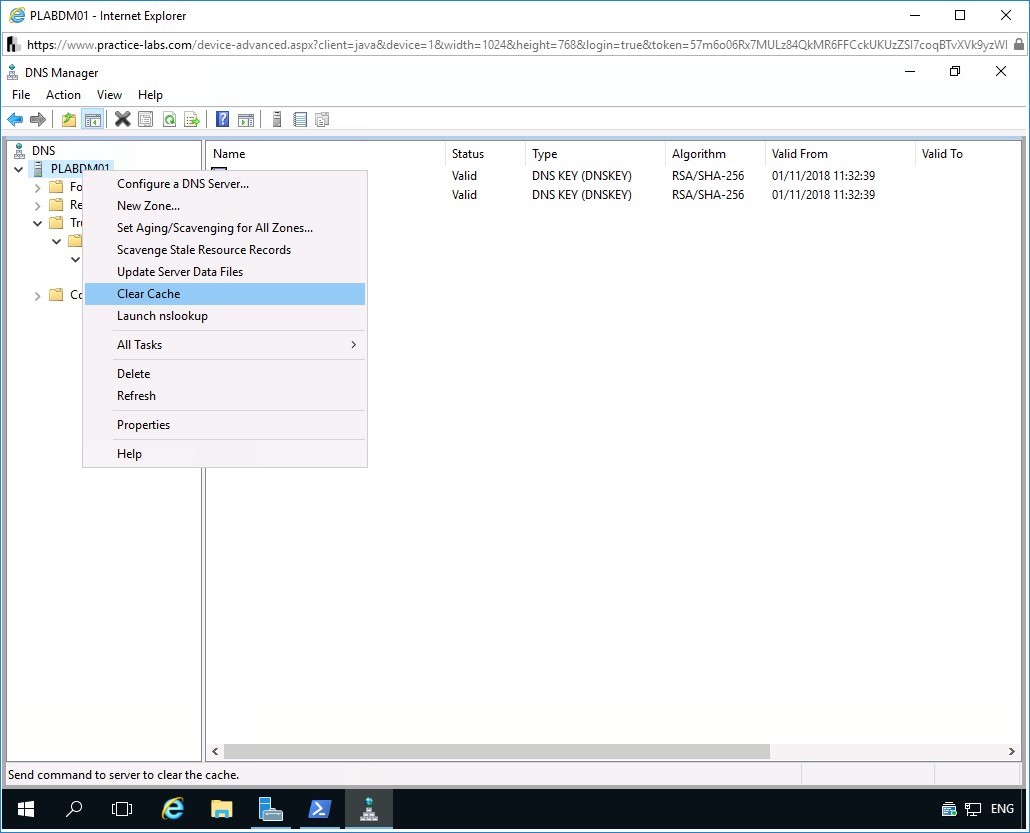 PLABDM01 - Internet Explorer
https://www.practice-labs.com/device-advanced.aspx?client=java&device=1&width=1024&height=768&login=true&token=57m6o06Rx7MULz84QkMR6FFCckUKUzZSI7coqBTvXVk9yzWI
DNS Manager
File Action View Help
DNS
PLABDM01
Fo
Re
Tru
Co
Name Status Type Algorithm Valid From Valid To
Valid DNS KEY (DNSKEY) RSA/SHA-256 01/11/2018 11:32:39
Valid DNS KEY (DNSKEY) RSA/SHA-256 01/11/2018 11:32:39
Configure a DNS Server...
New Zone...
Set Aging/Scavenging for All Zones...
Scavenge Stale Resource Records
Update Server Data Files
Clear Cache
Launch nslookup
All Tasks
Delete
Refresh
Properties
Help
Send command to server to clear the cache.
ENG